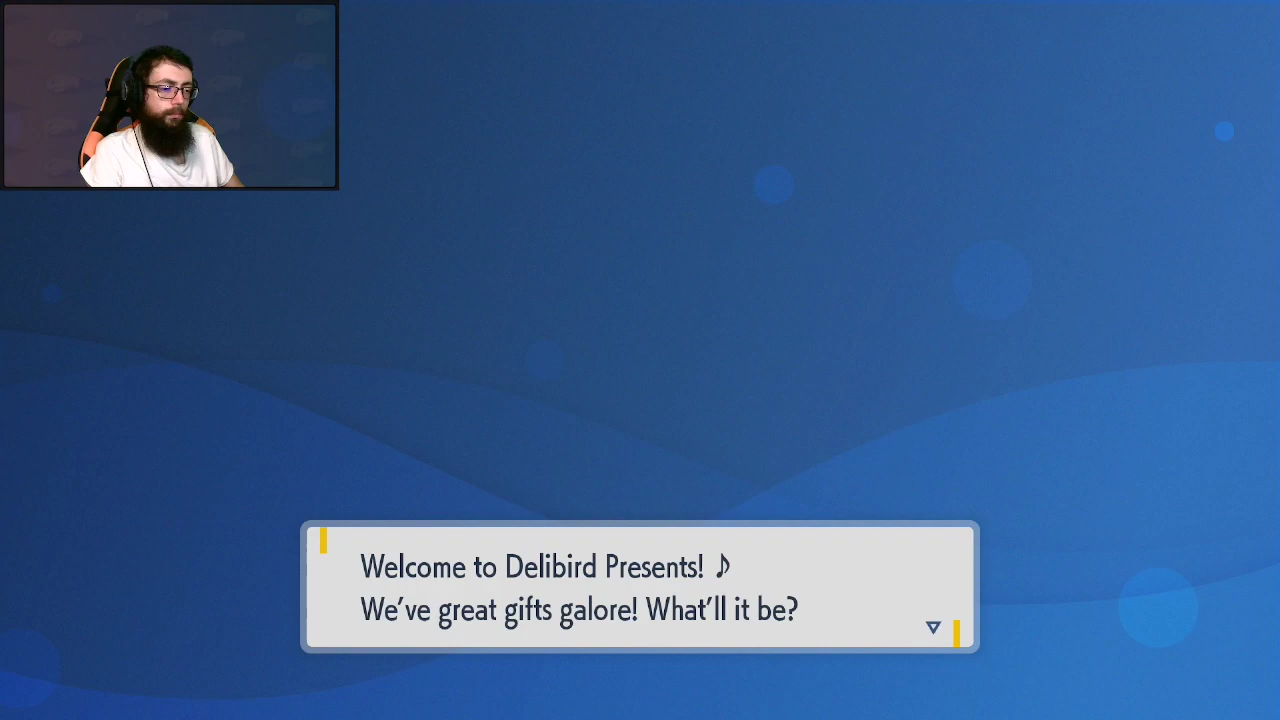 Welcome to Delibird Presents! ♪
We've great gifts galore! What'll it be?